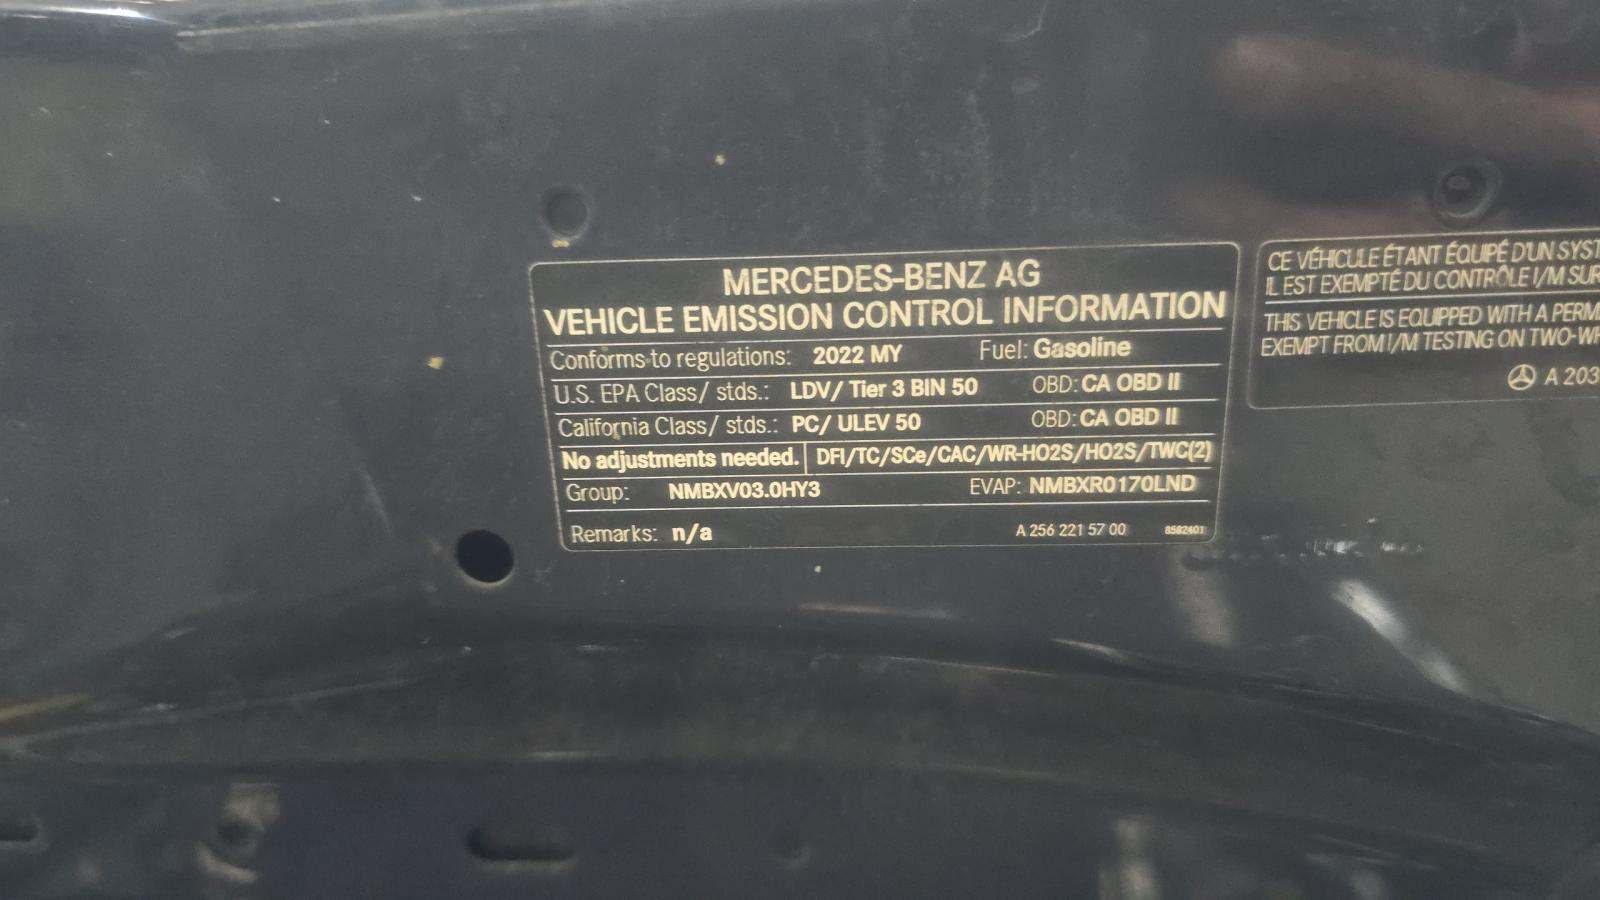 MERCEDES-BENZ AG
VEHICLE EMISSION CONTROL INFORMATION
Conforms to regulations: 2022 MY Fuel: Gasoline
U.S. EPA Class/ stds.: LDV/ Tier 3 BIN 50 OBD: CA OBD II
California Class/ stds.: PC/ ULEV 50 OBD: CA OBD II
No adjustments needed. DFI/TC/SCe/CAC/WR-HO2S/HO2S/TWC(2)
Group: NMBXV03.0HY3 EVAP: NMBXR0170LND
Remarks: n/a A 256 221 57 00 8582401
CE VÉHICULE ÉTANT ÉQUIPÉ D'UN SYST
IL EST EXEMPTÉ DU CONTRÔLE I/M SUR
THIS VEHICLE IS EQUIPPED WITH A PERM
EXEMPT FROM I/M TESTING ON TWO-WH
A 203